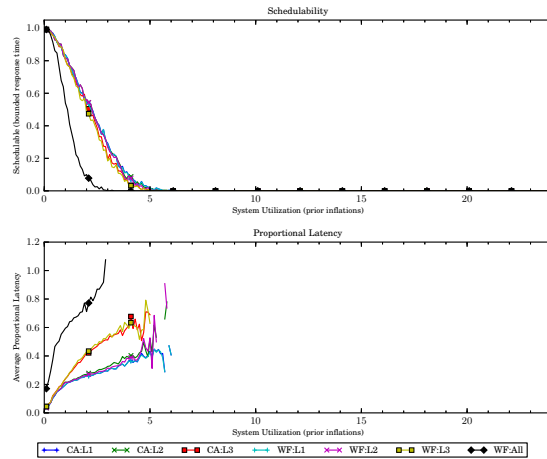 Schedulability
Schedulable (bounded response time)
1.0
0.8
0.6
0.4
0.2
0.0
0 5 10 15 20
System Utilization (prior inflations)
Proportional Latency
Average Proportional Latency
1.2
1.0
0.8
0.6
0.4
0.2
0.0
0 5 10 15 20
System Utilization (prior inflations)
CA:L1 CA:L2 CA:L3 WF:L1 WF:L2 WF:L3 WF:All